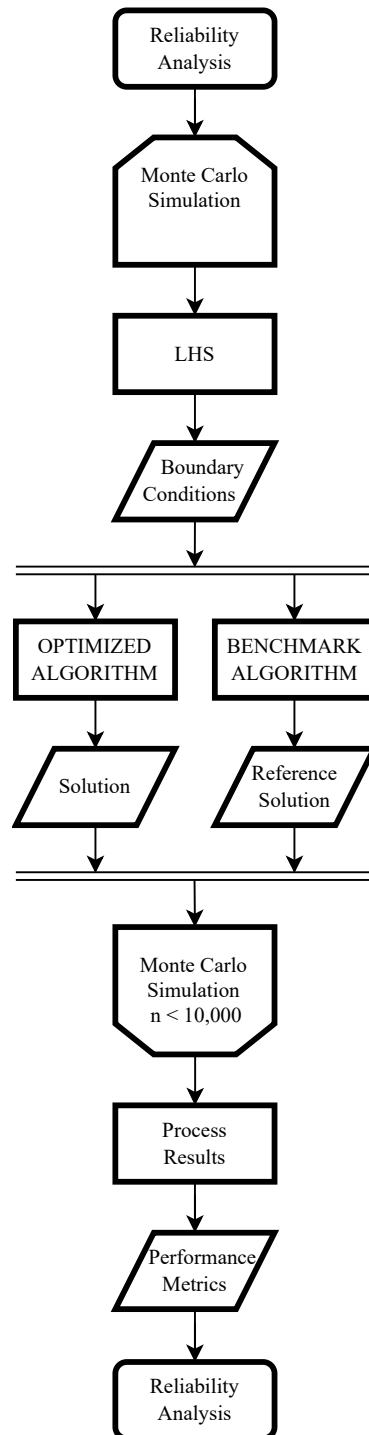 Reliability
Analysis
Monte Carlo
Simulation
LHS
Boundary
Conditions
OPTIMIZED
ALGORITHM
BENCHMARK
ALGORITHM
Solution
Reference
Solution
Monte Carlo
Simulation
n < 10,000
Process
Results
Performance
Metrics
Reliability
Analysis